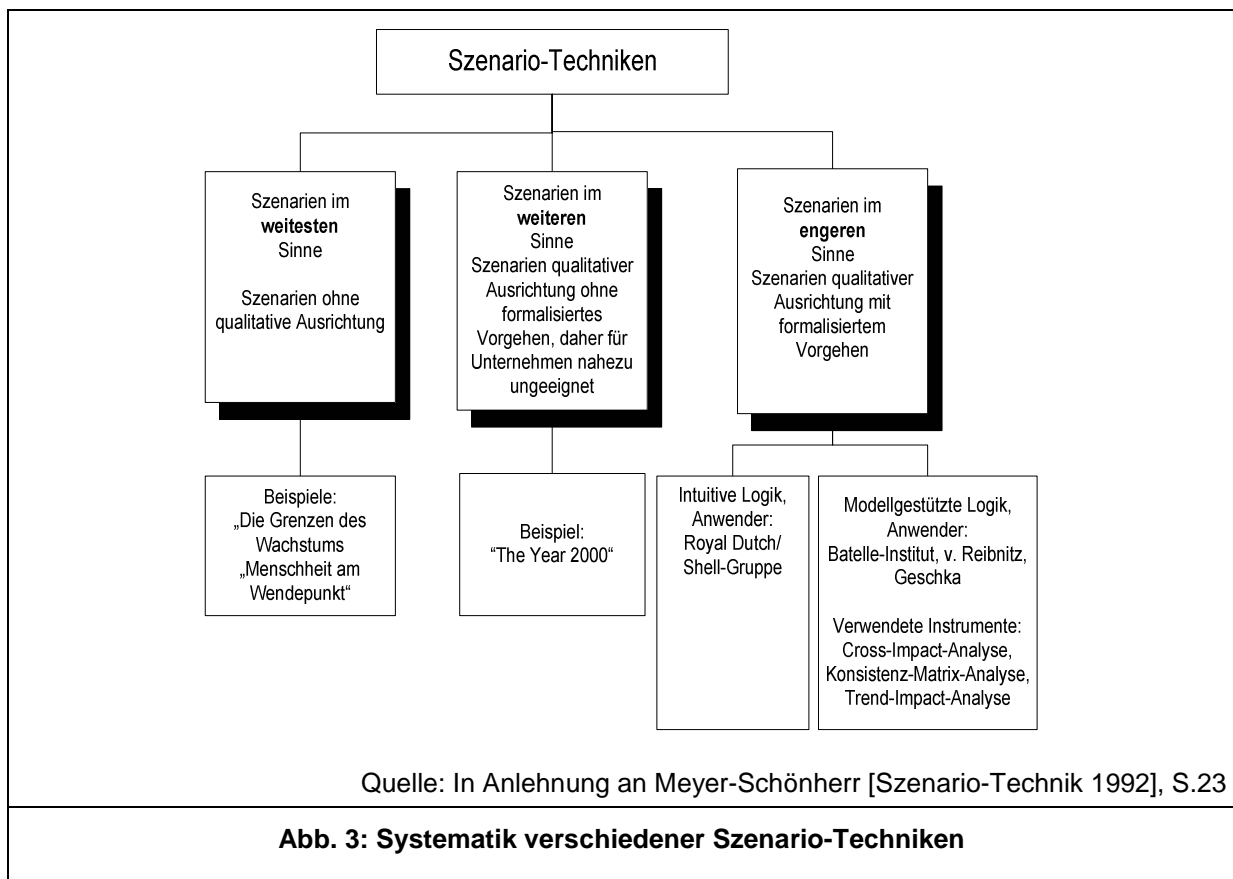 Szenario-Techniken
Szenarien im
weitesten
Sinne
Szenarien ohne
qualitative Ausrichtung
Szenarien im
weiteren
Sinne
Szenarien qualitativer
Ausrichtung ohne
formalisiertes
Vorgehen, daher für
Unternehmen nahezu
ungeeignet
Szenarien im
engeren
Sinne
Szenarien qualitativer
Ausrichtung mit
formalisiertem
Vorgehen
Beispiele:
„Die Grenzen des
Wachstums
„Menschheit am
Wendepunkt“
Beispiel:
“The Year 2000“
Intuitive Logik,
Anwender:
Royal Dutch/
Shell-Gruppe
Modellgestützte Logik,
Anwender:
Batelle-Institut, v. Reibnitz,
Geschka
Verwendete Instrumente:
Cross-Impact-Analyse,
Konsistenz-Matrix-Analyse,
Trend-Impact-Analyse
Quelle: In Anlehnung an Meyer-Schönherr [Szenario-Technik 1992], S.23
Abb. 3: Systematik verschiedener Szenario-Techniken